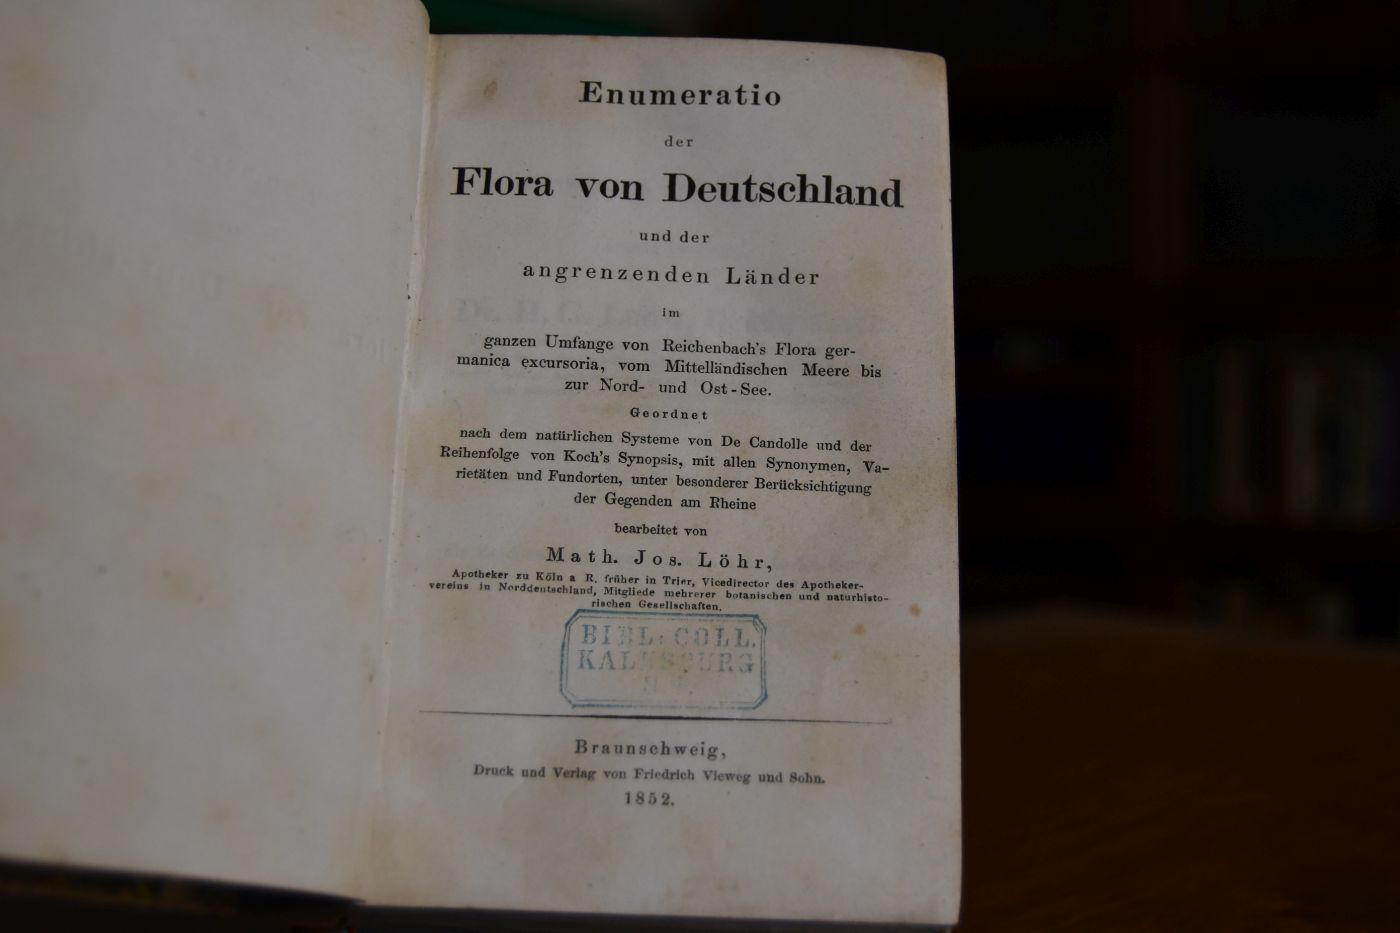 Enumeratio
der
Flora von Deutschland
und der
angrenzenden Länder
im
ganzen Umfange von Reichenbach's Flora ger-
manica excursoria, vom Mittelländischen Meere bis
zur Nord- und Ost-See.
Geordnet
nach dem natürlichen Systeme von De Candolle und der
Reihenfolge von Koch's Synopsis, mit allen Synonymen, Va-
rietäten und Fundorten, unter besonderer Berücksichtigung
der Gegenden am Rheine
bearbeitet von
Math. Jos. Löhr,
Apotheker zu Köln a R. früher in Trier, Vicedirector des Apotheker-
vereins in Norddeutschland, Mitgliede mehrerer botanischen und naturhisto-
rischen Gesellschaften.
BIBL: COLL.
KALKSBURG
Braunschweig,
Druck und Verlag von Friedrich Vieweg und Sohn.
1852.